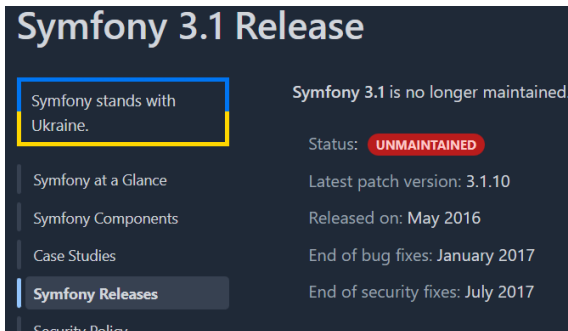 Symfony 3.1 Release
Symfony stands with
Ukraine.
Symfony at a Glance
Symfony Components
Case Studies
Symfony Releases
Security Policy
Symfony 3.1 is no longer maintained.
Status: UNMAINTAINED
Latest patch version: 3.1.10
Released on: May 2016
End of bug fixes: January 2017
End of security fixes: July 2017